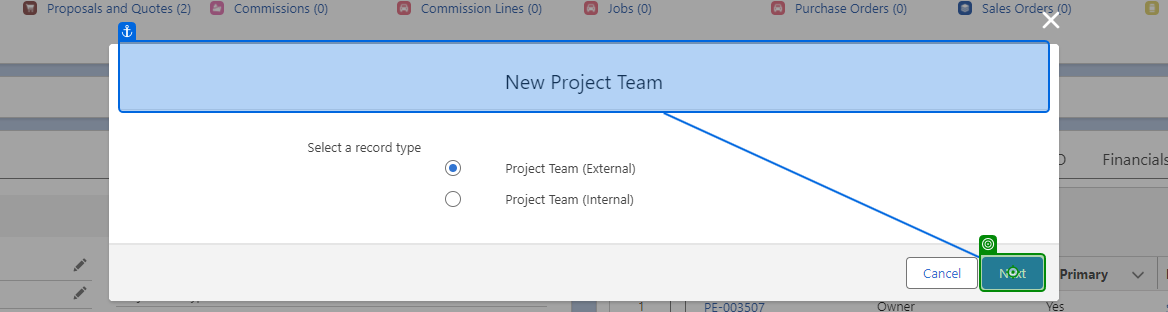 Proposals and Quotes (2) Commissions (0) Commission Lines (0) Jobs (0) Purchase Orders (0) Sales Orders (0)
New Project Team
Select a record type
Project Team (External)
Project Team (Internal)
Financials
Cancel Next
Primary
1 PE-003507 Owner Yes